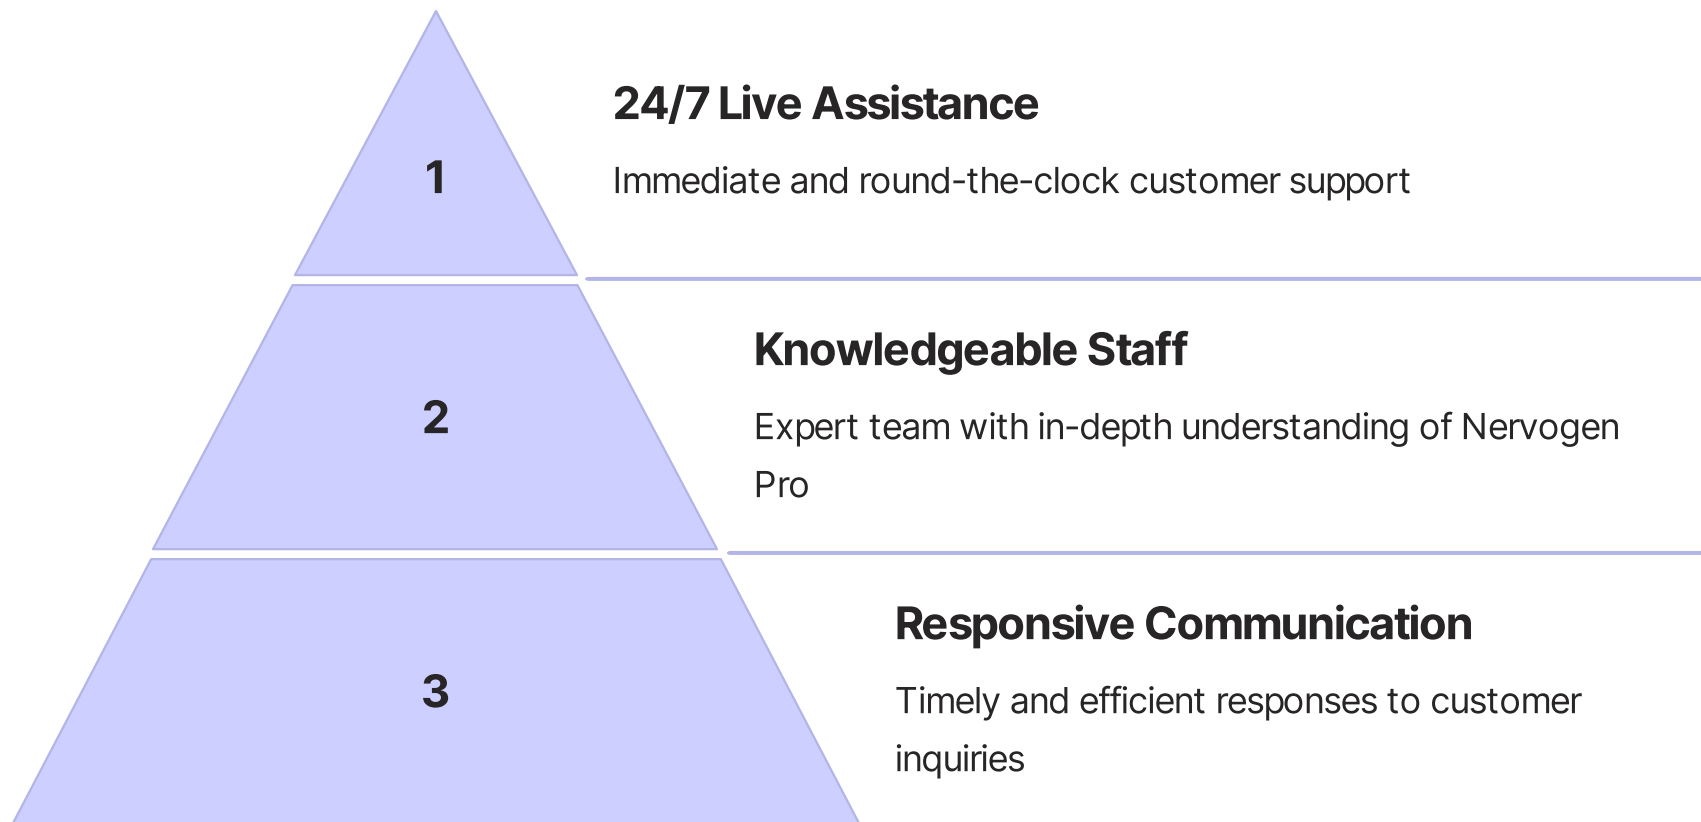 1
24/7 Live Assistance
Immediate and round-the-clock customer support
2
Knowledgeable Staff
Expert team with in-depth understanding of Nervogen
Pro
3
Responsive Communication
Timely and efficient responses to customer
inquiries